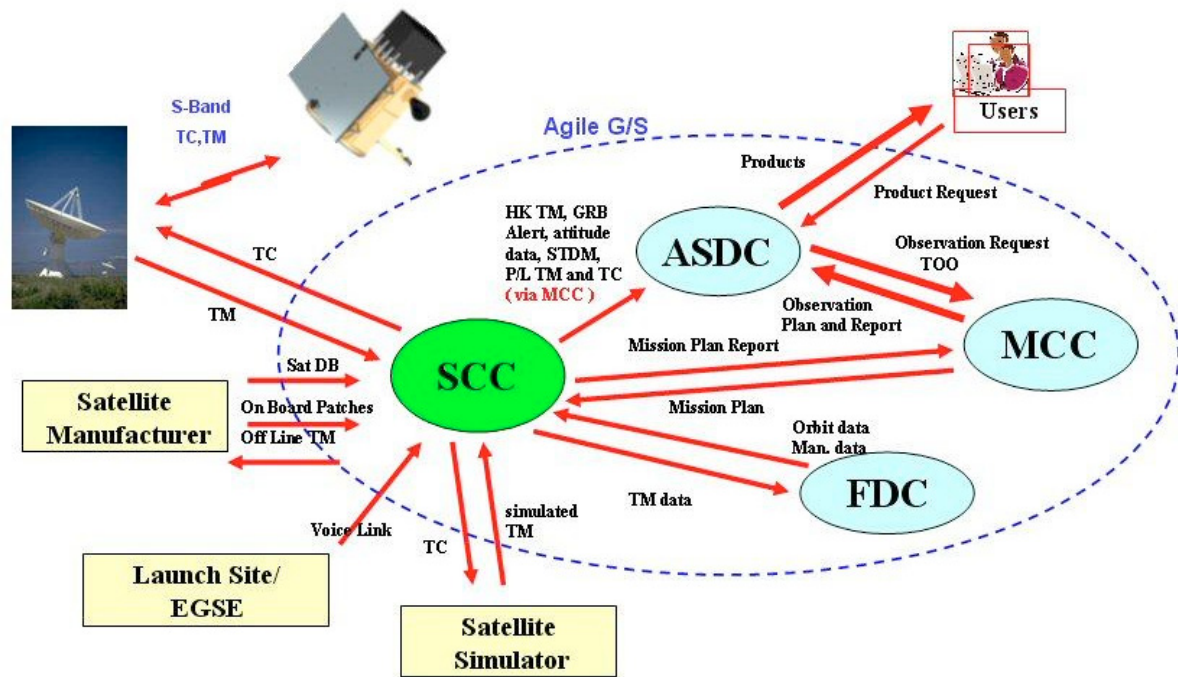 S-Band
TC,TM
Agile G/S
Users
Products
Product Request
HK TM, GRB
Alert, attitude
data, STDM,
P/L TM and TC
( via MCC )
ASDC
Observation Request
TOO
Observation
Plan and Report
MCC
TC
TM
SCC
Mission Plan Report
Mission Plan
Sat DB
Satellite
Manufacturer
On Board Patches
Off Line TM
Orbit data
Man. data
FDC
TM data
Voice Link
TC
simulated
TM
Launch Site/
EGSE
Satellite
Simulator